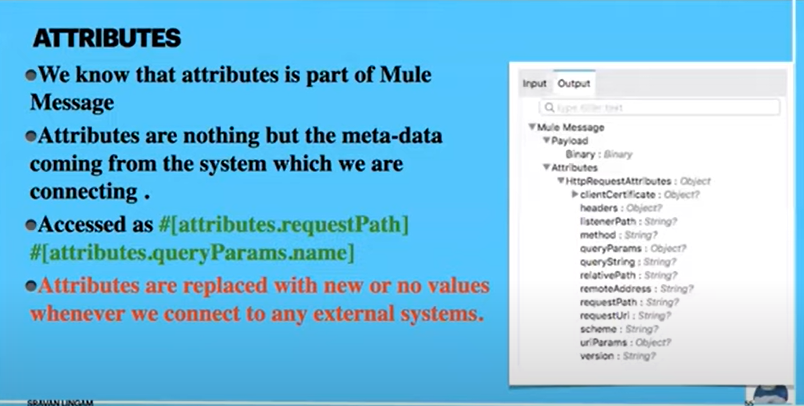 ATTRIBUTES
●We know that attributes is part of Mule
Message
●Attributes are nothing but the meta-data
coming from the system which we are
connecting .
●Accessed as #[attributes.requestPath]
#[attributes.queryParams.name]
●Attributes are replaced with new or no values
whenever we connect to any external systems.
Input Output
type filter text
Mule Message
Payload
Binary : Binary
Attributes
HttpRequestAttributes : Object
clientCertificate : Object?
headers : Object?
listenerPath : String?
method : String?
queryParams : Object?
queryString : String?
relativePath : String?
remoteAddress : String?
requestPath : String?
requestUri : String?
scheme : String?
uriParams : Object?
version : String?
SRAVAN LINGAM